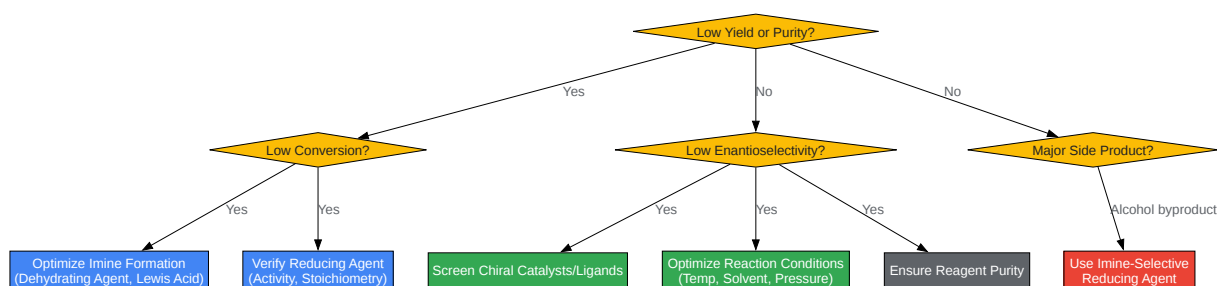 Low Yield or Purity?
Yes
No
No
Low Conversion?
Low Enantioselectivity?
Major Side Product?
Yes
Yes
Yes
Yes
Yes
Alcohol byproduct
Optimize Imine Formation
(Dehydrating Agent, Lewis Acid)
Verify Reducing Agent
(Activity, Stoichiometry)
Screen Chiral Catalysts/Ligands
Optimize Reaction Conditions
(Temp, Solvent, Pressure)
Ensure Reagent Purity
Use Imine-Selective
Reducing Agent